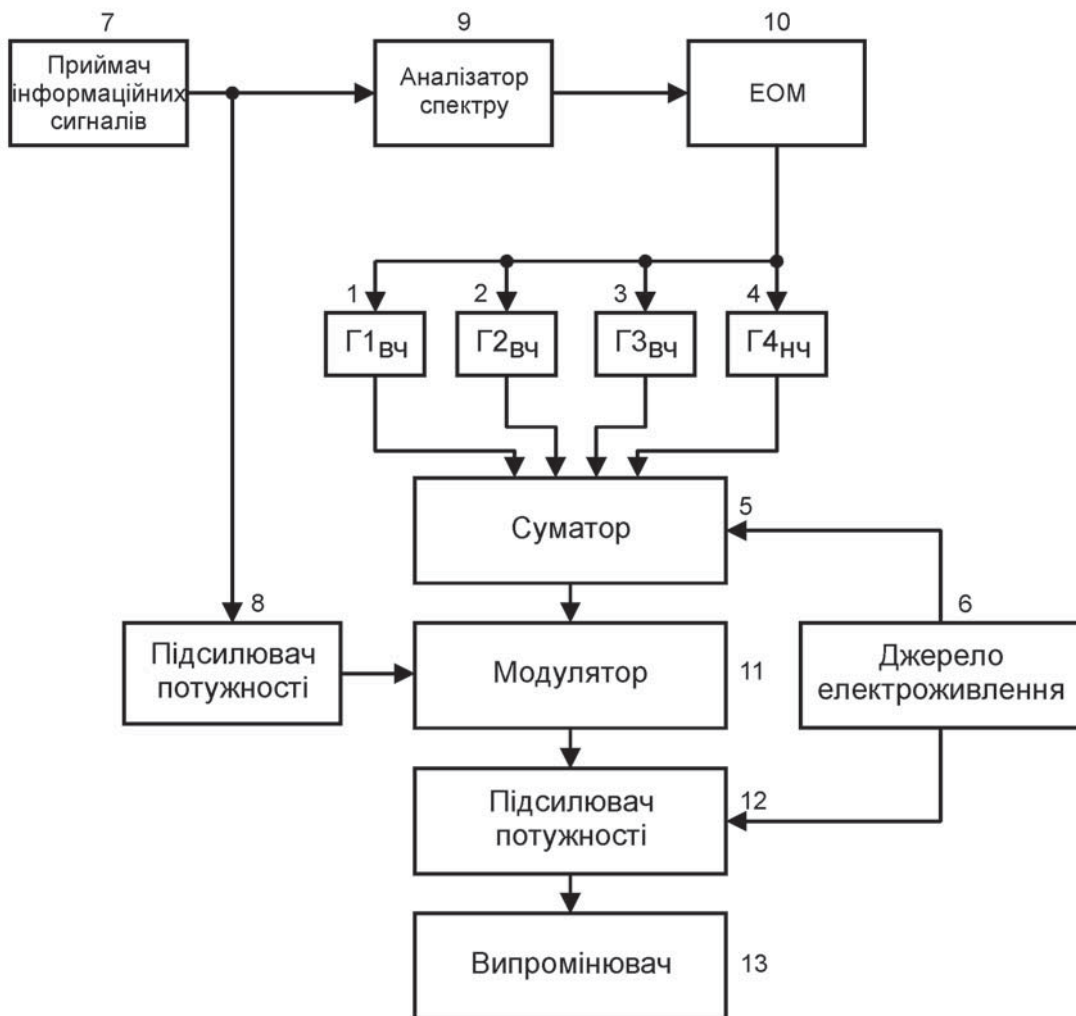 7
9
10
Приймач
інформаційних
сигналів
Аналізатор
спектру
ЕОМ
1
2
3
4
Г1ВЧ
Г2ВЧ
Г3ВЧ
Г4НЧ
Суматор
5
8
6
Підсилювач
потужності
Модулятор
11
Джерело
електроживлення
Підсилювач
потужності
12
Випромінювач
13